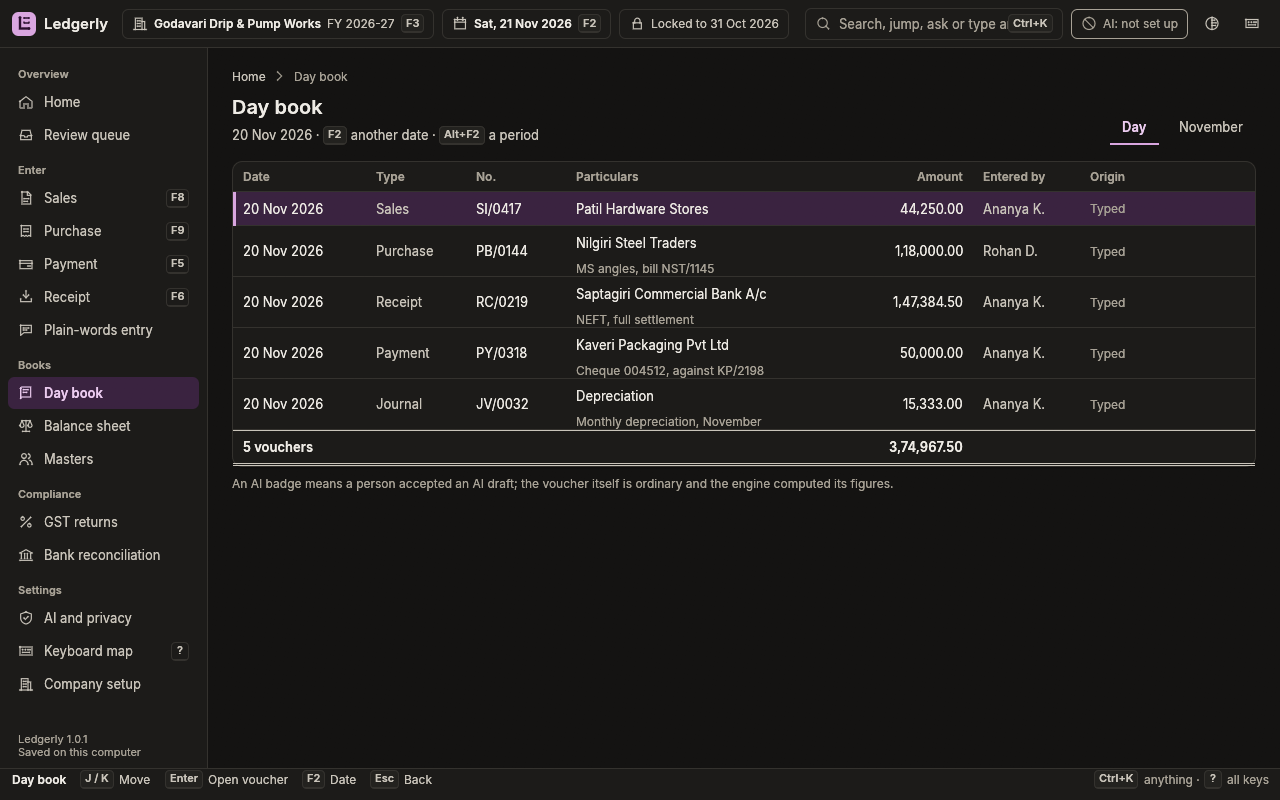 Ledgerly
Godavari Drip & Pump Works FY 2026-27 F3
Sat, 21 Nov 2026 F2
Locked to 31 Oct 2026
Search, jump, ask or type a Ctrl+K
AI: not set up
Overview
Home
Review queue
Enter
Sales F8
Purchase F9
Payment F5
Receipt F6
Plain-words entry
Books
Day book
Balance sheet
Masters
Compliance
GST returns
Bank reconciliation
Settings
AI and privacy
Keyboard map ?
Company setup
Ledgerly 1.0.1
Saved on this computer
Home > Day book
Day book
20 Nov 2026 · F2 another date · Alt+F2 a period
Day November
Date Type No. Particulars Amount Entered by Origin
20 Nov 2026 Sales SI/0417 Patil Hardware Stores 44,250.00 Ananya K. Typed
20 Nov 2026 Purchase PB/0144 Nilgiri Steel Traders 1,18,000.00 Rohan D. Typed
MS angles, bill NST/1145
20 Nov 2026 Receipt RC/0219 Saptagiri Commercial Bank A/c 1,47,384.50 Ananya K. Typed
NEFT, full settlement
20 Nov 2026 Payment PY/0318 Kaveri Packaging Pvt Ltd 50,000.00 Ananya K. Typed
Cheque 004512, against KP/2198
20 Nov 2026 Journal JV/0032 Depreciation 15,333.00 Ananya K. Typed
Monthly depreciation, November
5 vouchers 3,74,967.50
An AI badge means a person accepted an AI draft; the voucher itself is ordinary and the engine computed its figures.
Day book J / K Move Enter Open voucher F2 Date Esc Back
Ctrl+K anything · ? all keys